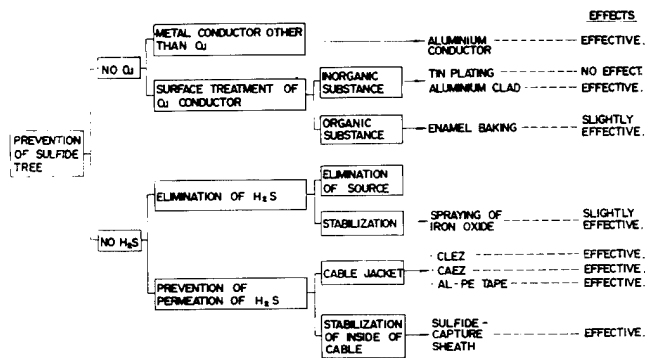 EFFECTS
METAL CONDUCTOR OTHER THAN Cu
ALUMINIUM CONDUCTOR
EFFECTIVE.
NO Cu
SURFACE TREATMENT OF Cu CONDUCTOR
INORGANIC SUBSTANCE
TIN PLATING
NO EFFECT.
ALUMINIUM CLAD
EFFECTIVE.
ORGANIC SUBSTANCE
ENAMEL BAKING
SLIGHTLY EFFECTIVE.
PREVENTION OF SULFIDE TREE
ELIMINATION OF H₂S
ELIMINATION OF SOURCE
STABILIZATION
SPRAYING OF IRON OXIDE
SLIGHTLY EFFECTIVE.
NO H₂S
PREVENTION OF PERMEATION OF H₂S
CABLE JACKET
CLEZ
EFFECTIVE.
CAEZ
EFFECTIVE.
AL-PE TAPE
EFFECTIVE.
STABILIZATION OF INSIDE OF CABLE
SULFIDE-CAPTURE SHEATH
EFFECTIVE.